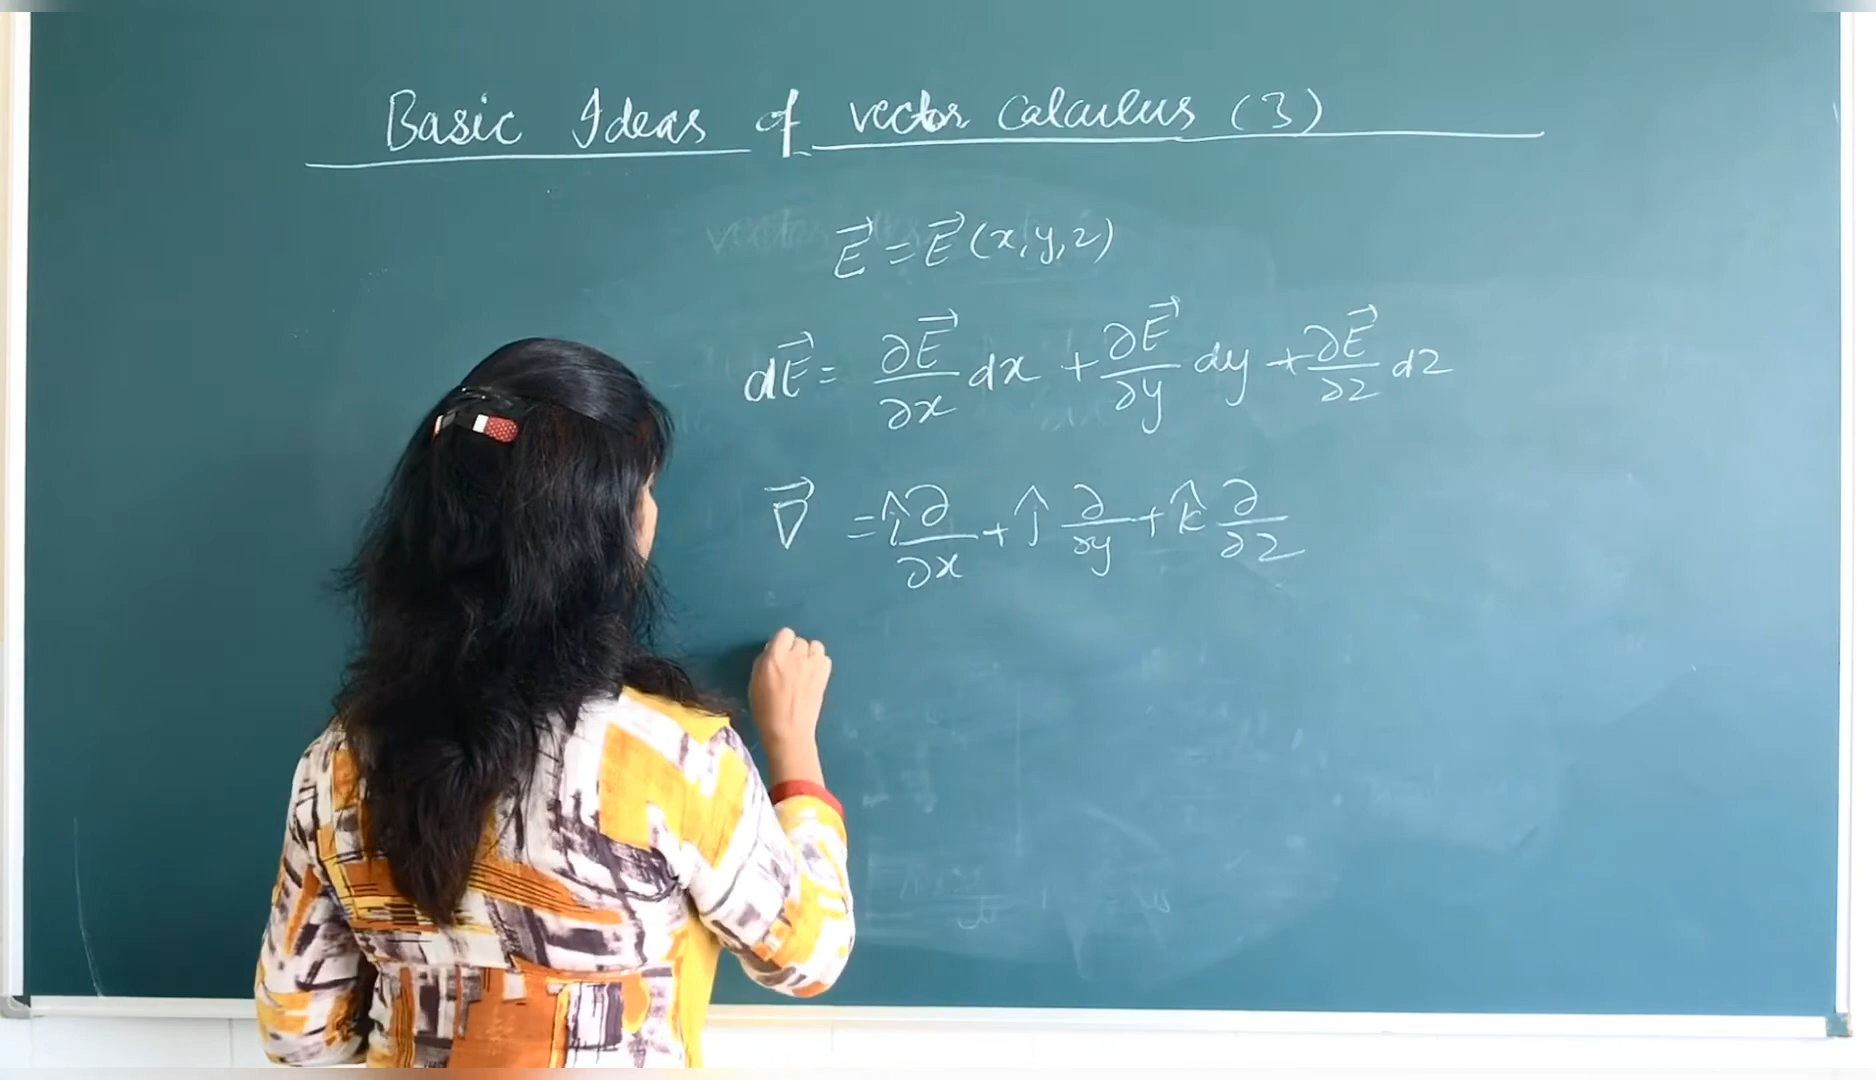 Basic Ideas of vector calculus (3)
E⃗ = E⃗ (x,y,z)
dE⃗ = ∂E⃗/∂x dx + ∂E⃗/∂y dy + ∂E⃗/∂z dz
∇⃗ = î ∂/∂x + ĵ ∂/∂y + k̂ ∂/∂z